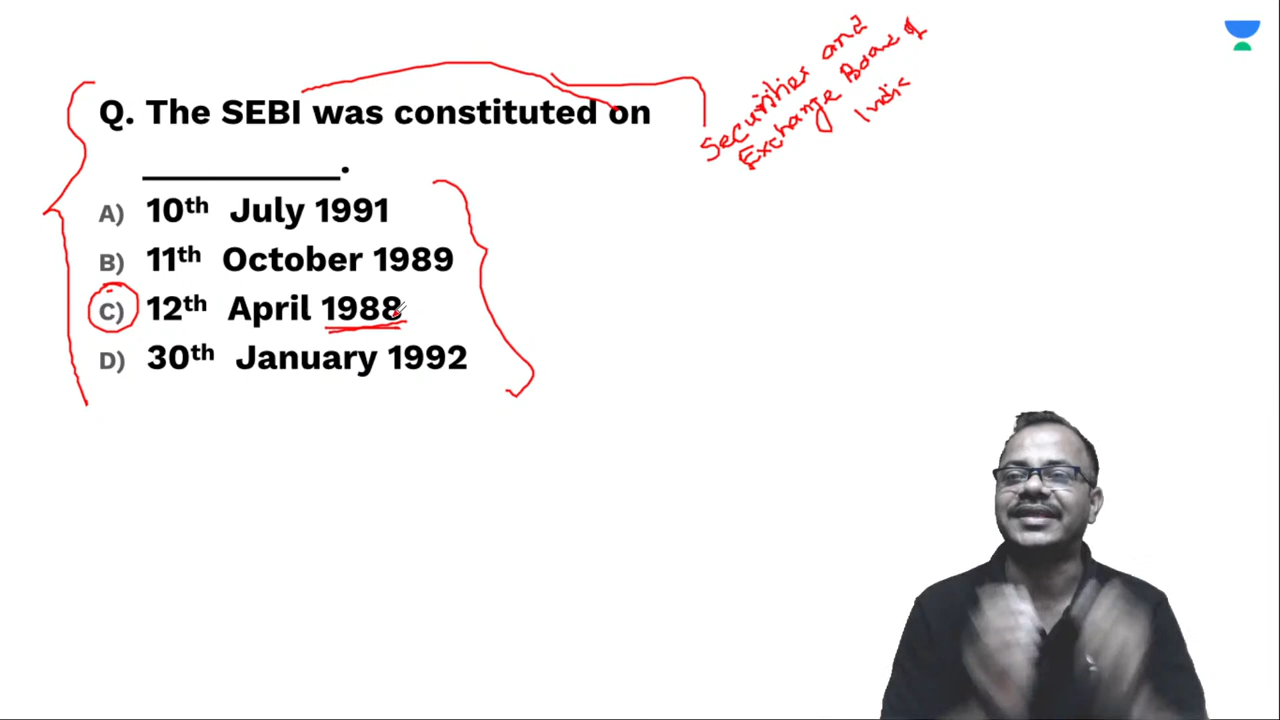 Q. The SEBI was constituted on
__________.
A) 10th July 1991
B) 11th October 1989
C) 12th April 1988
D) 30th January 1992
Securities and
Exchange Board of
India